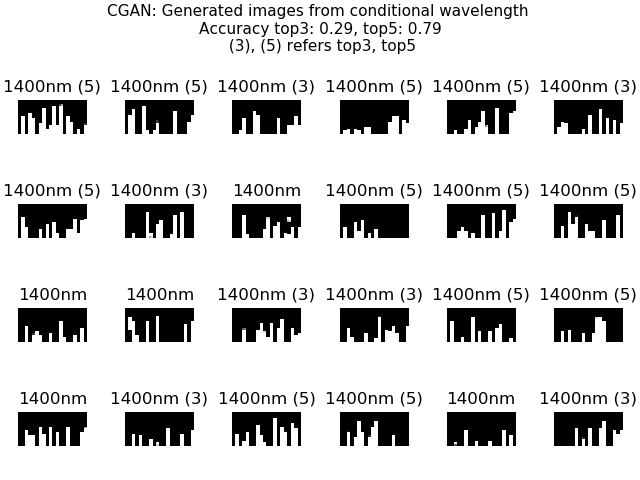 CGAN: Generated images from conditional wavelength
Accuracy top3: 0.29, top5: 0.79
(3), (5) refers top3, top5
1400nm (5) 1400nm (5) 1400nm (3) 1400nm (5) 1400nm (5) 1400nm (3)
1400nm (5) 1400nm (3) 1400nm 1400nm (5) 1400nm (5) 1400nm (5)
1400nm 1400nm 1400nm (3) 1400nm (3) 1400nm (5) 1400nm (5)
1400nm 1400nm (3) 1400nm (5) 1400nm (5) 1400nm 1400nm (3)